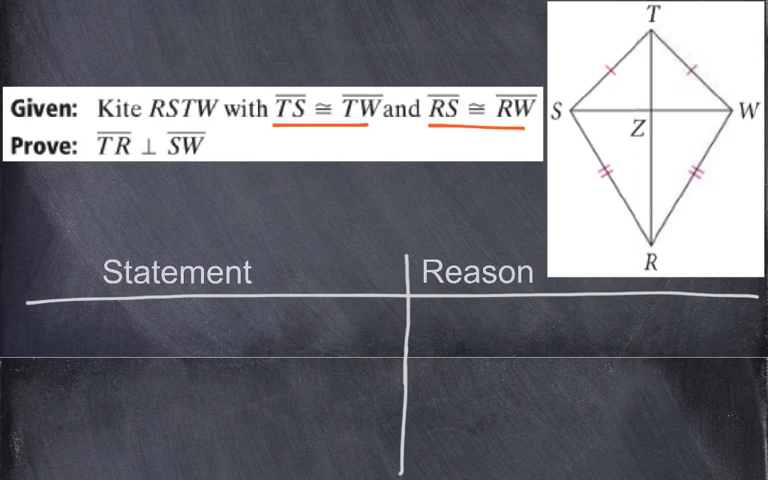 Given: Kite RSTW with TS ≅ TW and RS ≅ RW
Prove: TR ⊥ SW
T
S
W
Z
R
Statement
Reason